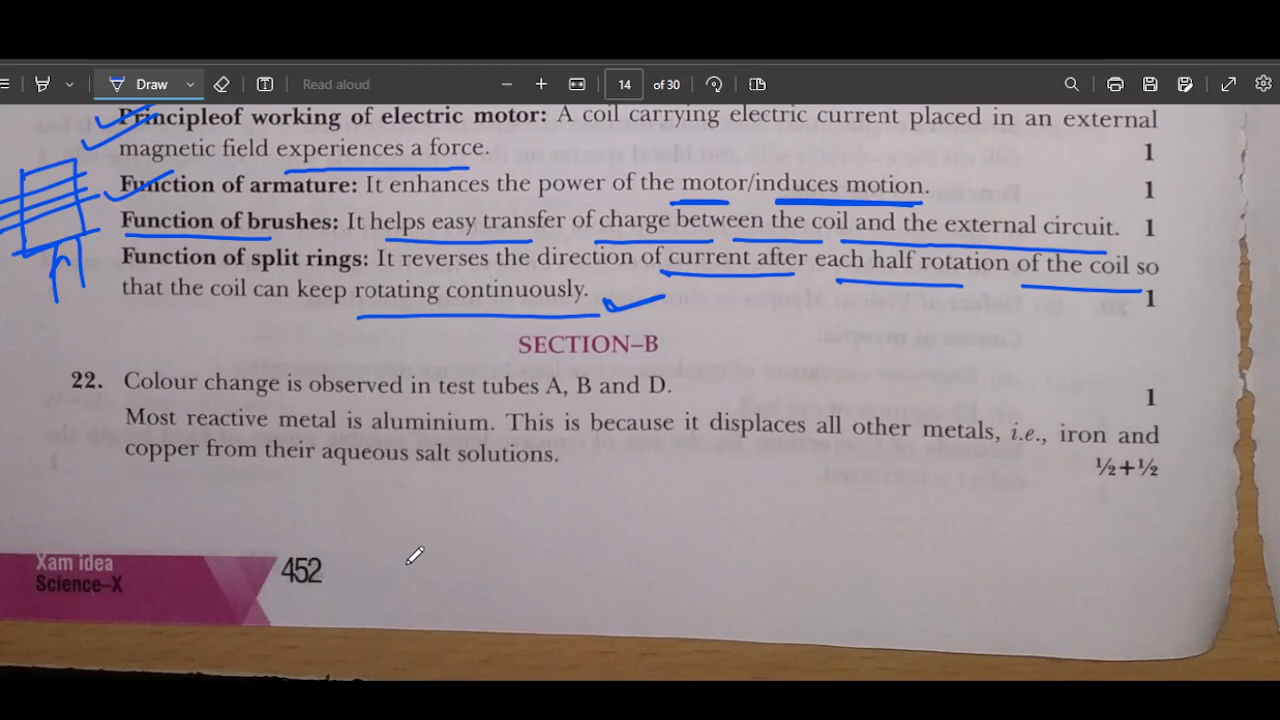 Draw
Read aloud
14
of 30
Principleof working of electric motor: A coil carrying electric current placed in an external
magnetic field experiences a force. 1
Function of armature: It enhances the power of the motor/induces motion. 1
Function of brushes: It helps easy transfer of charge between the coil and the external circuit. 1
Function of split rings: It reverses the direction of current after each half rotation of the coil so
that the coil can keep rotating continuously. 1
SECTION–B
22. Colour change is observed in test tubes A, B and D. 1
Most reactive metal is aluminium. This is because it displaces all other metals, i.e., iron and
copper from their aqueous salt solutions. ½+½
Xam idea
Science–X
452